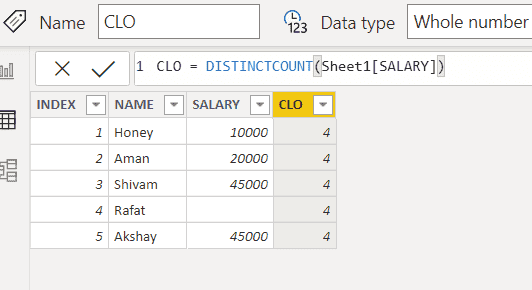 Name CLO Data type Whole number
1 CLO = DISTINCTCOUNT(Sheet1[SALARY])
INDEX NAME SALARY CLO
1 Honey 10000 4
2 Aman 20000 4
3 Shivam 45000 4
4 Rafat 4
5 Akshay 45000 4